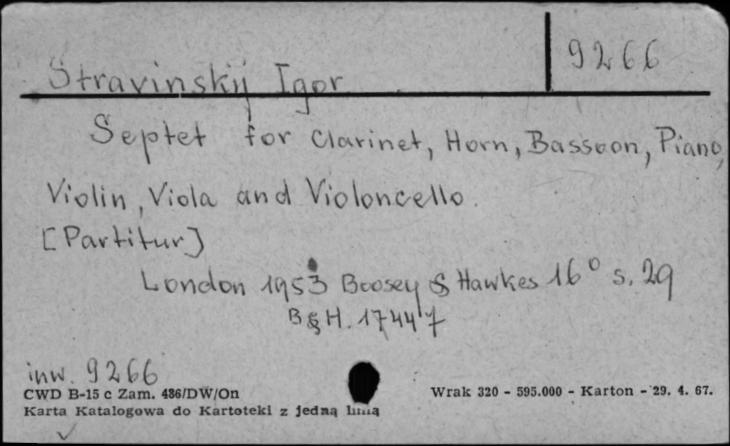 9266
Stravinskij Igor
Septet for Clarinet, Horn, Bassoon, Piano,
Violin, Viola and Violoncello.
[Partitur]
London 1953 Boosey & Hawkes 16° s. 29
B & H. 17447
inw. 9266
CWD B-15 c Zam. 486/DW/On Wrak 320 - 595.000 - Karton - 29. 4. 67.
Karta Katalogowa do Kartoteki z jedną linią